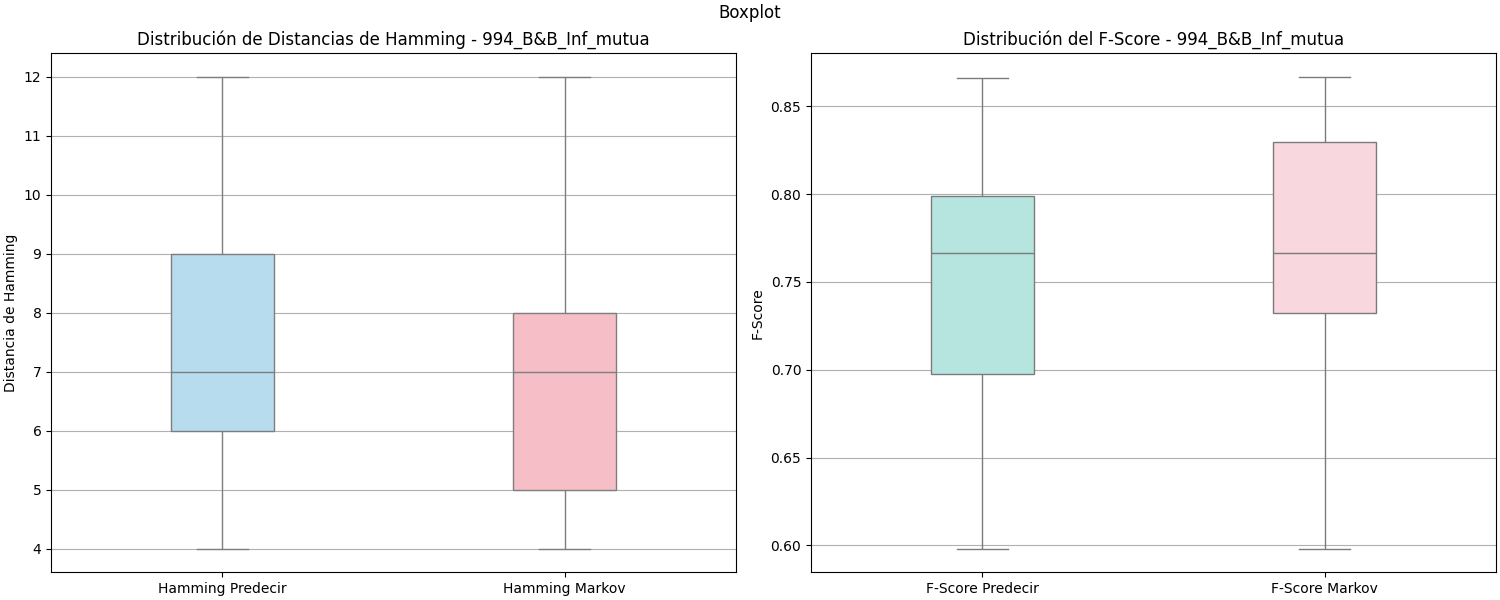 Boxplot
Distribución de Distancias de Hamming - 994_B&B_Inf_mutua
Distancia de Hamming
12
11
10
9
8
7
6
5
4
Hamming Predecir
Hamming Markov
Distribución del F-Score - 994_B&B_Inf_mutua
F-Score
0.85
0.80
0.75
0.70
0.65
0.60
F-Score Predecir
F-Score Markov